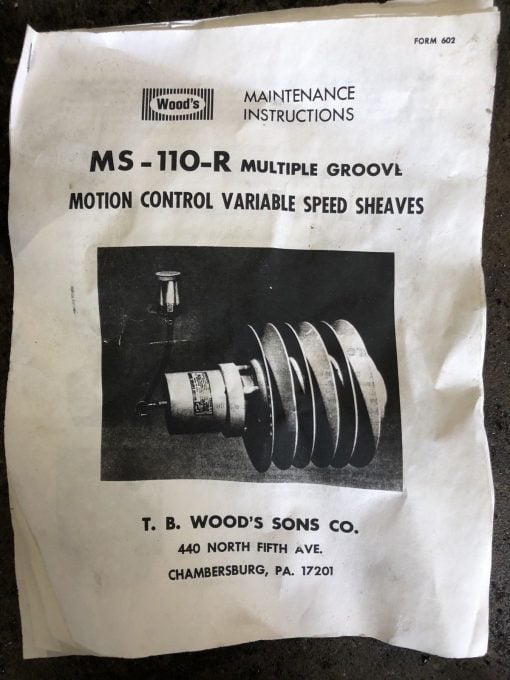 FORM 602
Wood's
MAINTENANCE
INSTRUCTIONS
MS-110-R MULTIPLE GROOVE
MOTION CONTROL VARIABLE SPEED SHEAVES
T. B. WOOD'S SONS CO.
440 NORTH FIFTH AVE.
CHAMBERSBURG, PA. 17201